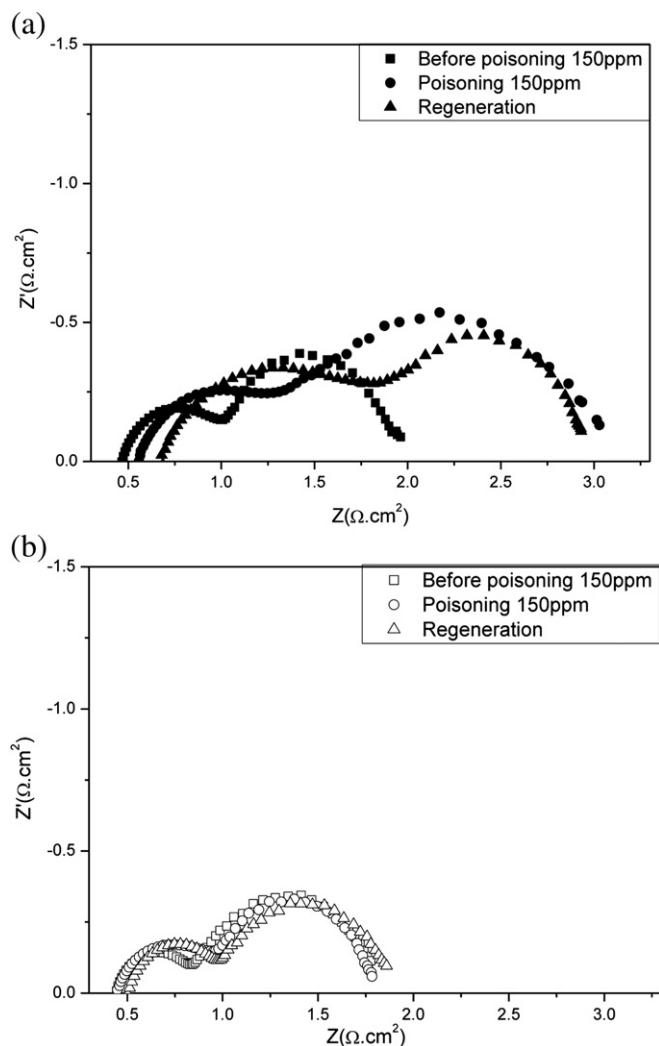 (a)
-1.5
-1.0
-0.5
0.0
Z'(Ω.cm²)
Before poisoning 150ppm
Poisoning 150ppm
Regeneration
0.5 1.0 1.5 2.0 2.5 3.0
Z(Ω.cm²)
(b)
-1.5
-1.0
-0.5
0.0
Z'(Ω.cm²)
Before poisoning 150ppm
Poisoning 150ppm
Regeneration
0.5 1.0 1.5 2.0 2.5 3.0
Z(Ω.cm²)